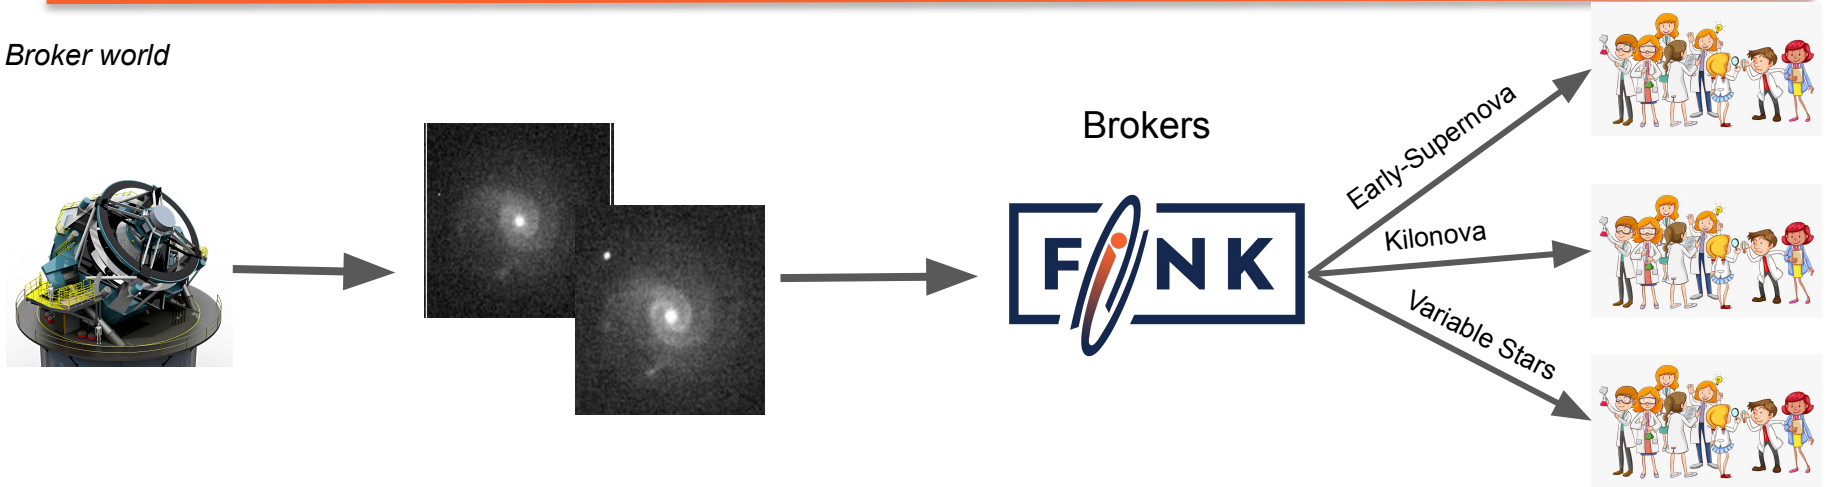 Broker world
Brokers
FINK
Early-Supernova
Kilonova
Variable Stars